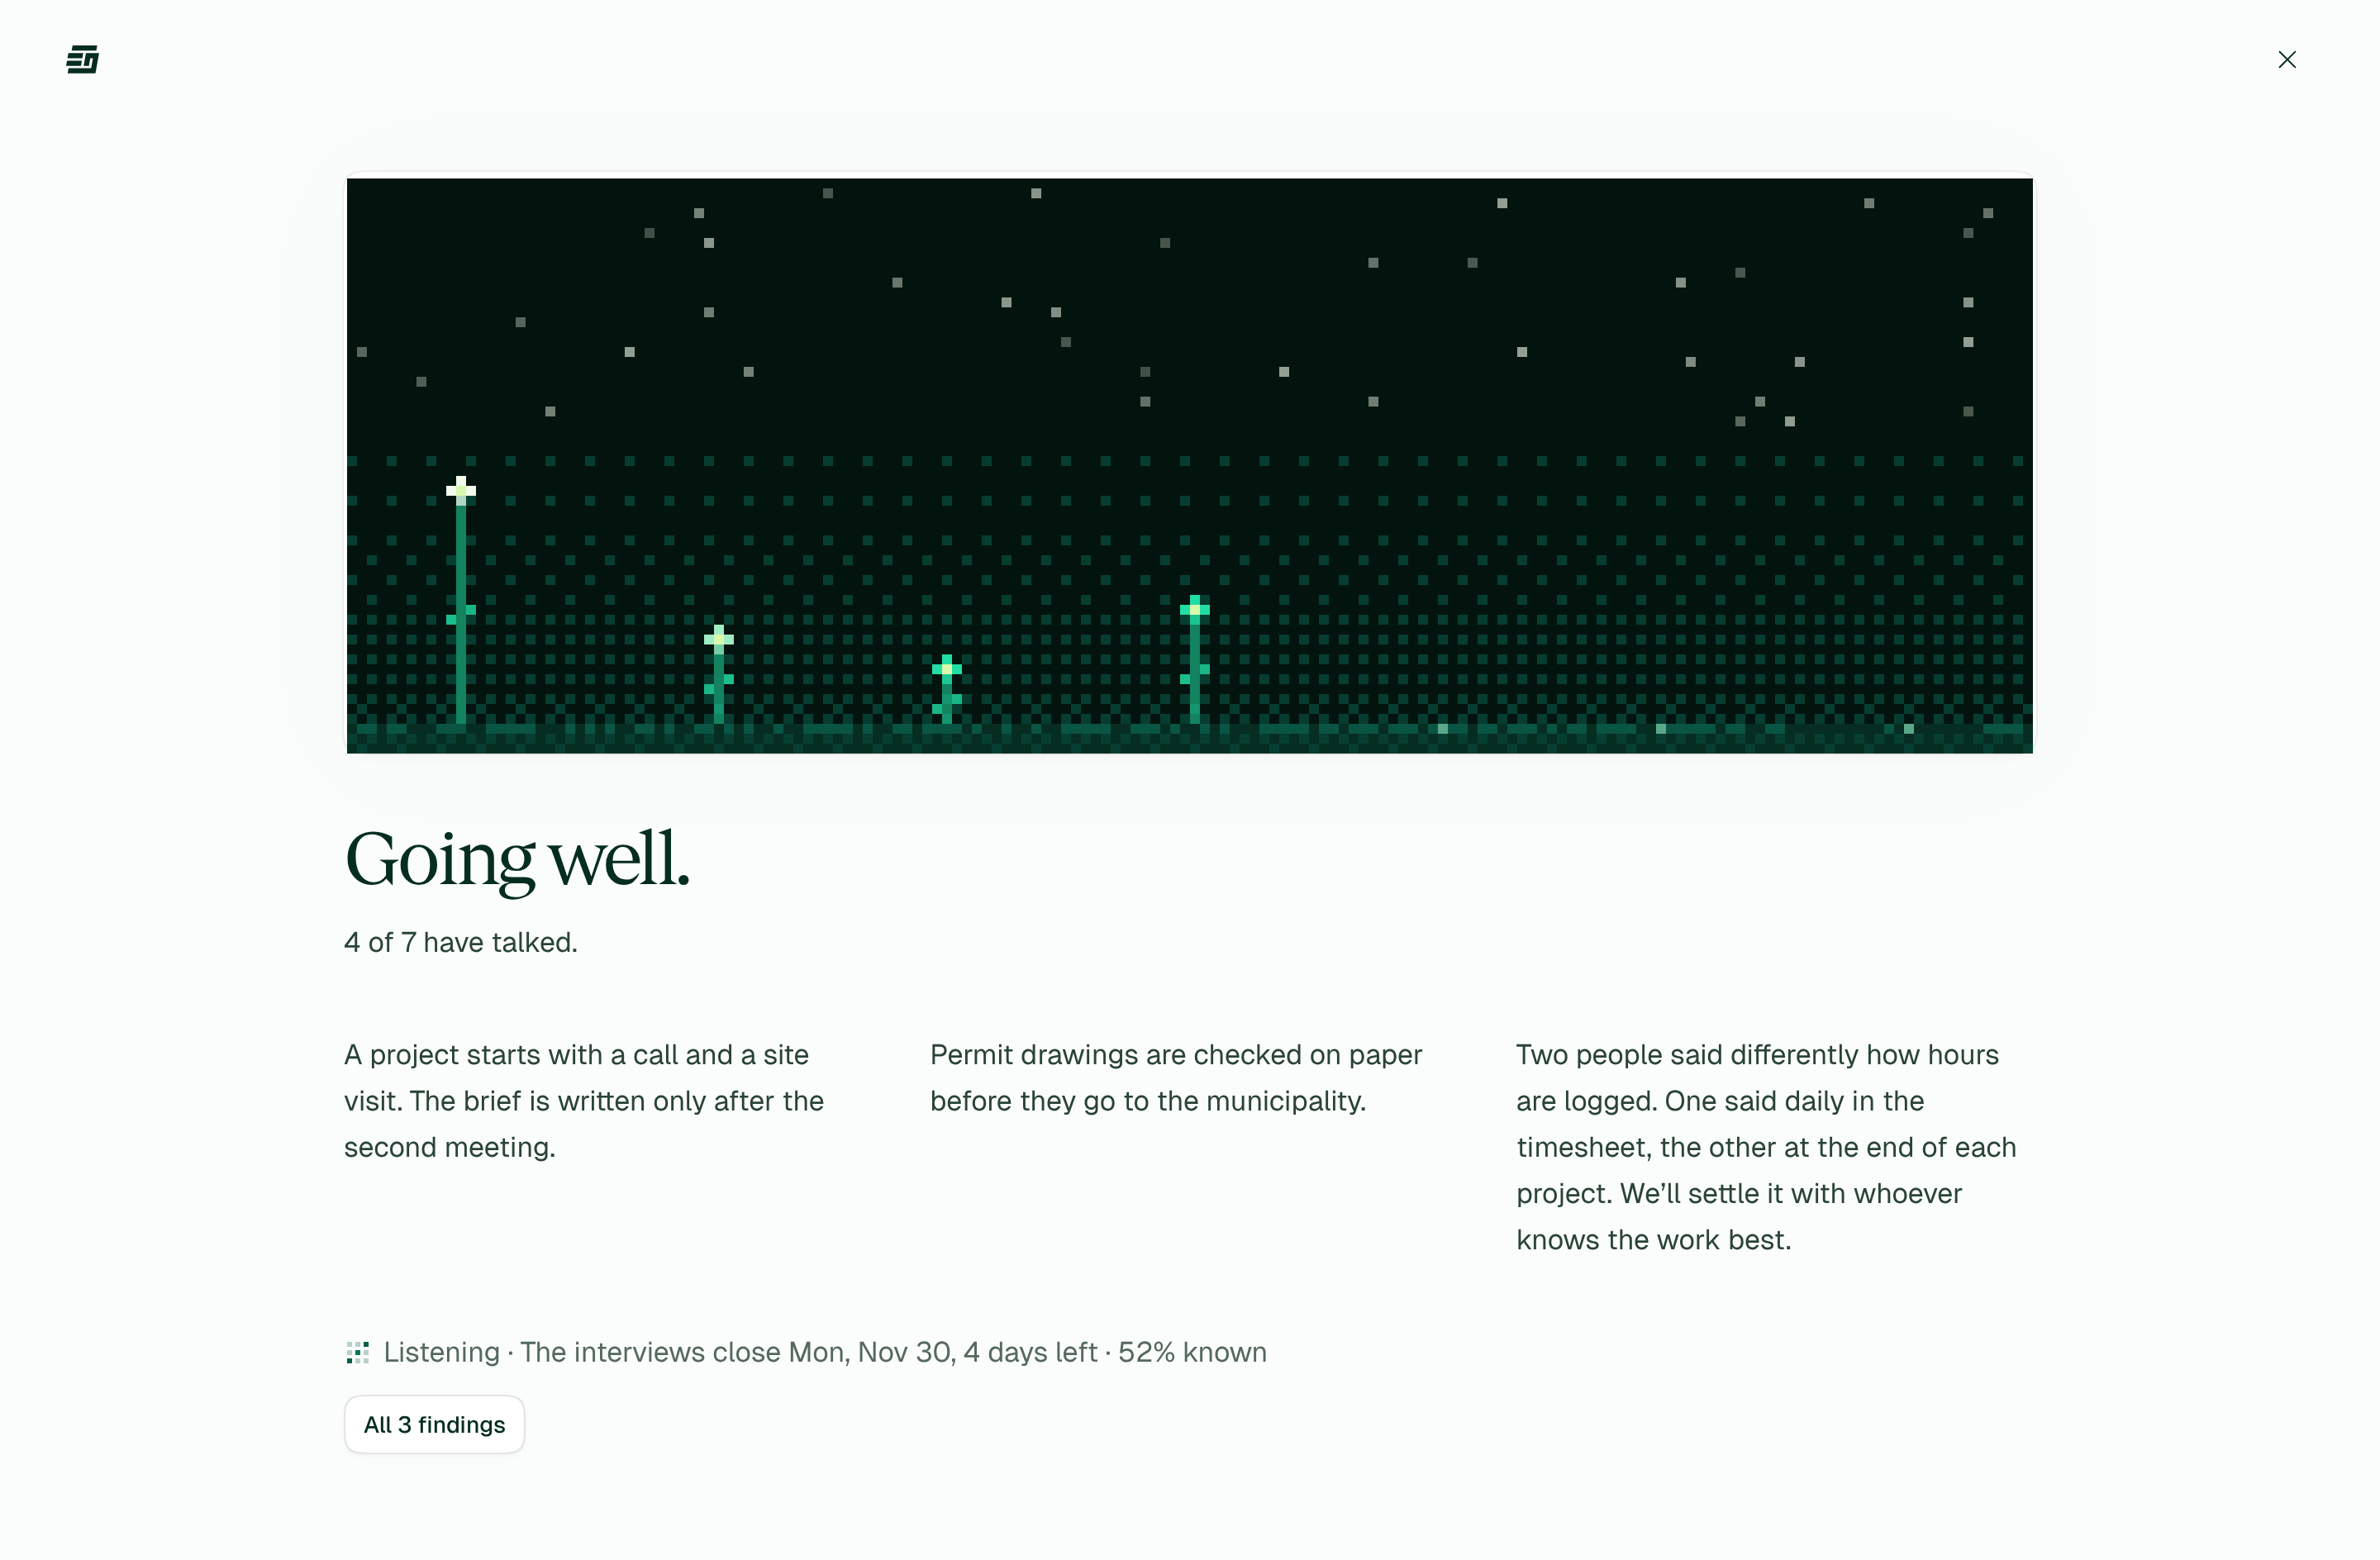 Going well.
4 of 7 have talked.
A project starts with a call and a site
visit. The brief is written only after the
second meeting.
Permit drawings are checked on paper
before they go to the municipality.
Two people said differently how hours
are logged. One said daily in the
timesheet, the other at the end of each
project. We’ll settle it with whoever
knows the work best.
Listening · The interviews close Mon, Nov 30, 4 days left · 52% known
All 3 findings